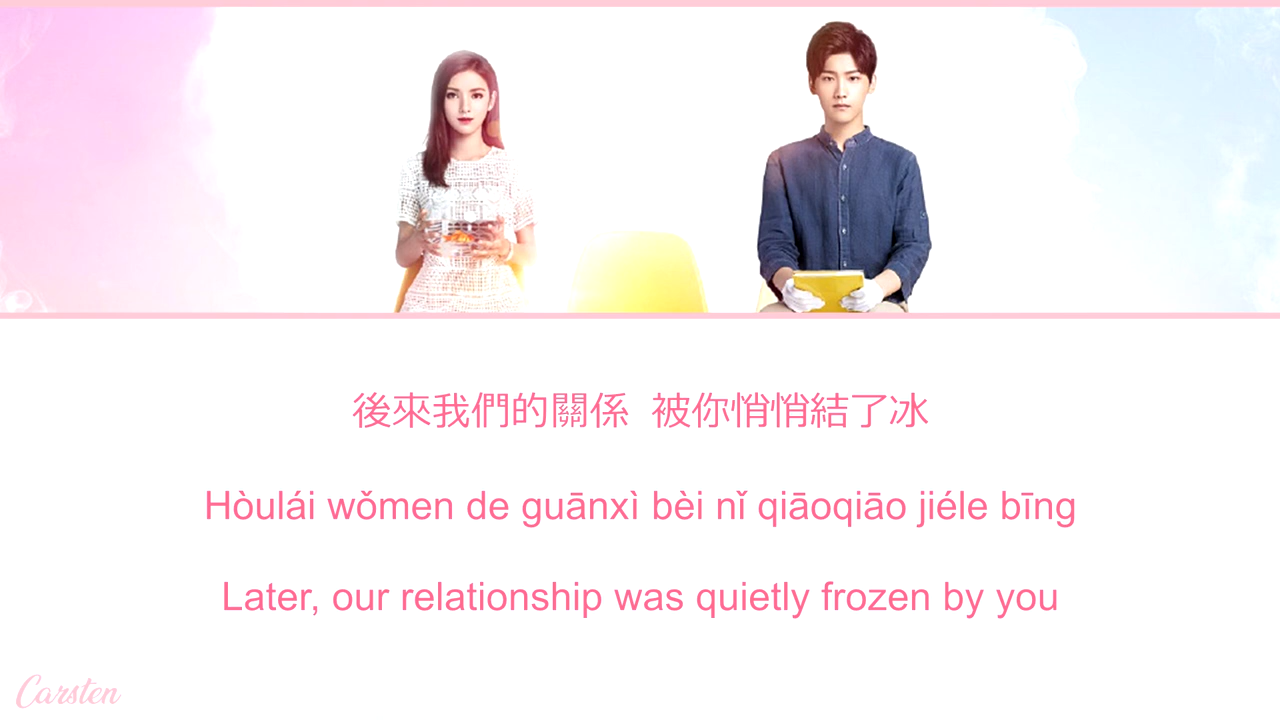 後來我們的關係 被你悄悄結了冰
Hòulái wǒmen de guānxì bèi nǐ qiāoqiāo jiéle bīng
Later, our relationship was quietly frozen by you
Carsten